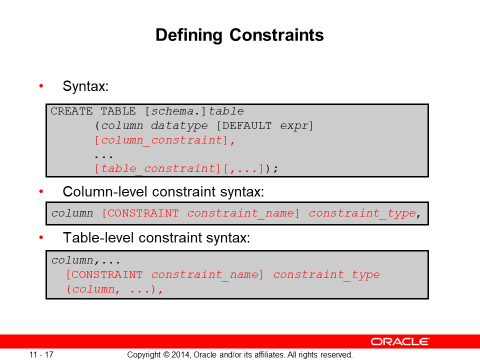 Defining Constraints
• Syntax:
CREATE TABLE [schema.]table
(column datatype [DEFAULT expr]
[column_constraint],
...
[table_constraint][,...]);
• Column-level constraint syntax:
column [CONSTRAINT constraint_name] constraint_type,
• Table-level constraint syntax:
column,...
[CONSTRAINT constraint_name] constraint_type
(column, ...),
ORACLE
11 - 17 Copyright © 2014, Oracle and/or its affiliates. All rights reserved.